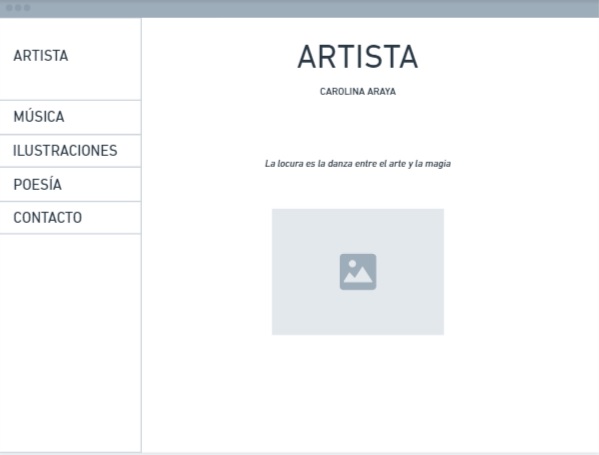 ARTISTA
MÚSICA
ILUSTRACIONES
POESÍA
CONTACTO
ARTISTA
CAROLINA ARAYA
La locura es la danza entre el arte y la magia